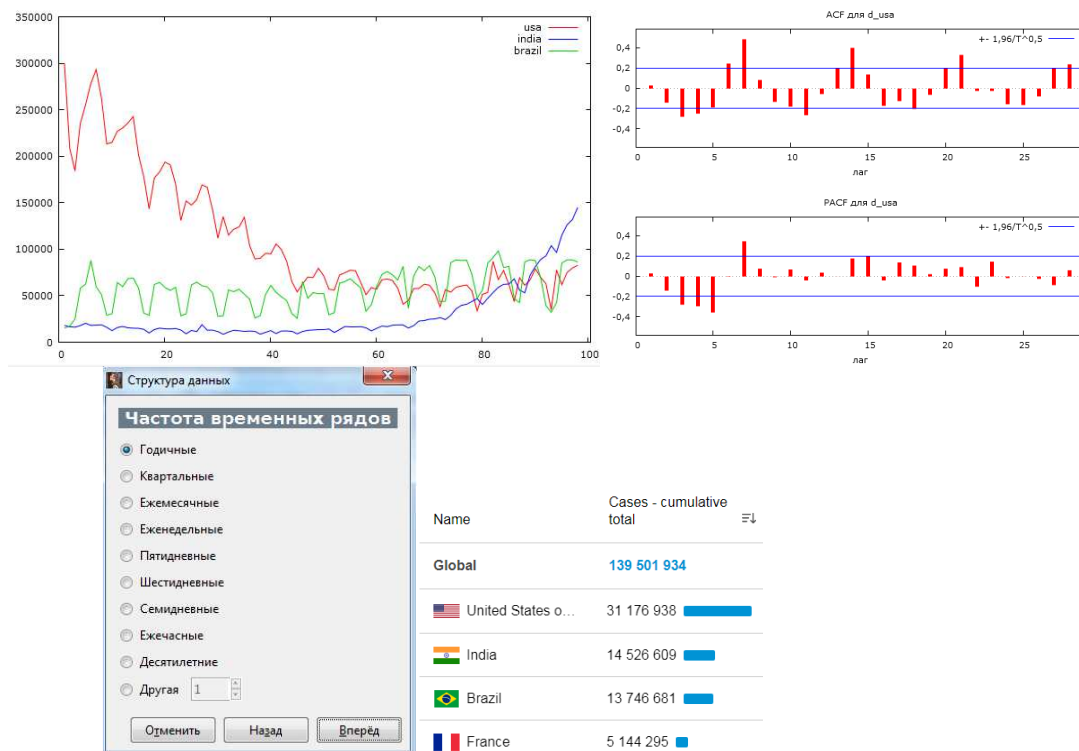 350000
300000
250000
200000
150000
100000
50000
0
0 20 40 60 80 100
usa
india
brazil
ACF для d_usa
+- 1,96/T^0,5
0,4
0,2
0
-0,2
-0,4
0 5 10 15 20 25
лаг
PACF для d_usa
+- 1,96/T^0,5
0,4
0,2
0
-0,2
-0,4
0 5 10 15 20 25
лаг
Структура данных
Частота временных рядов
Годичные
Квартальные
Ежемесячные
Еженедельные
Пятидневные
Шестидневные
Семидневные
Ежечасные
Десятилетние
Другая 1
Отменить Назад Вперёд
Name Cases - cumulative
total
Global 139 501 934
United States o... 31 176 938
India 14 526 609
Brazil 13 746 681
France 5 144 295